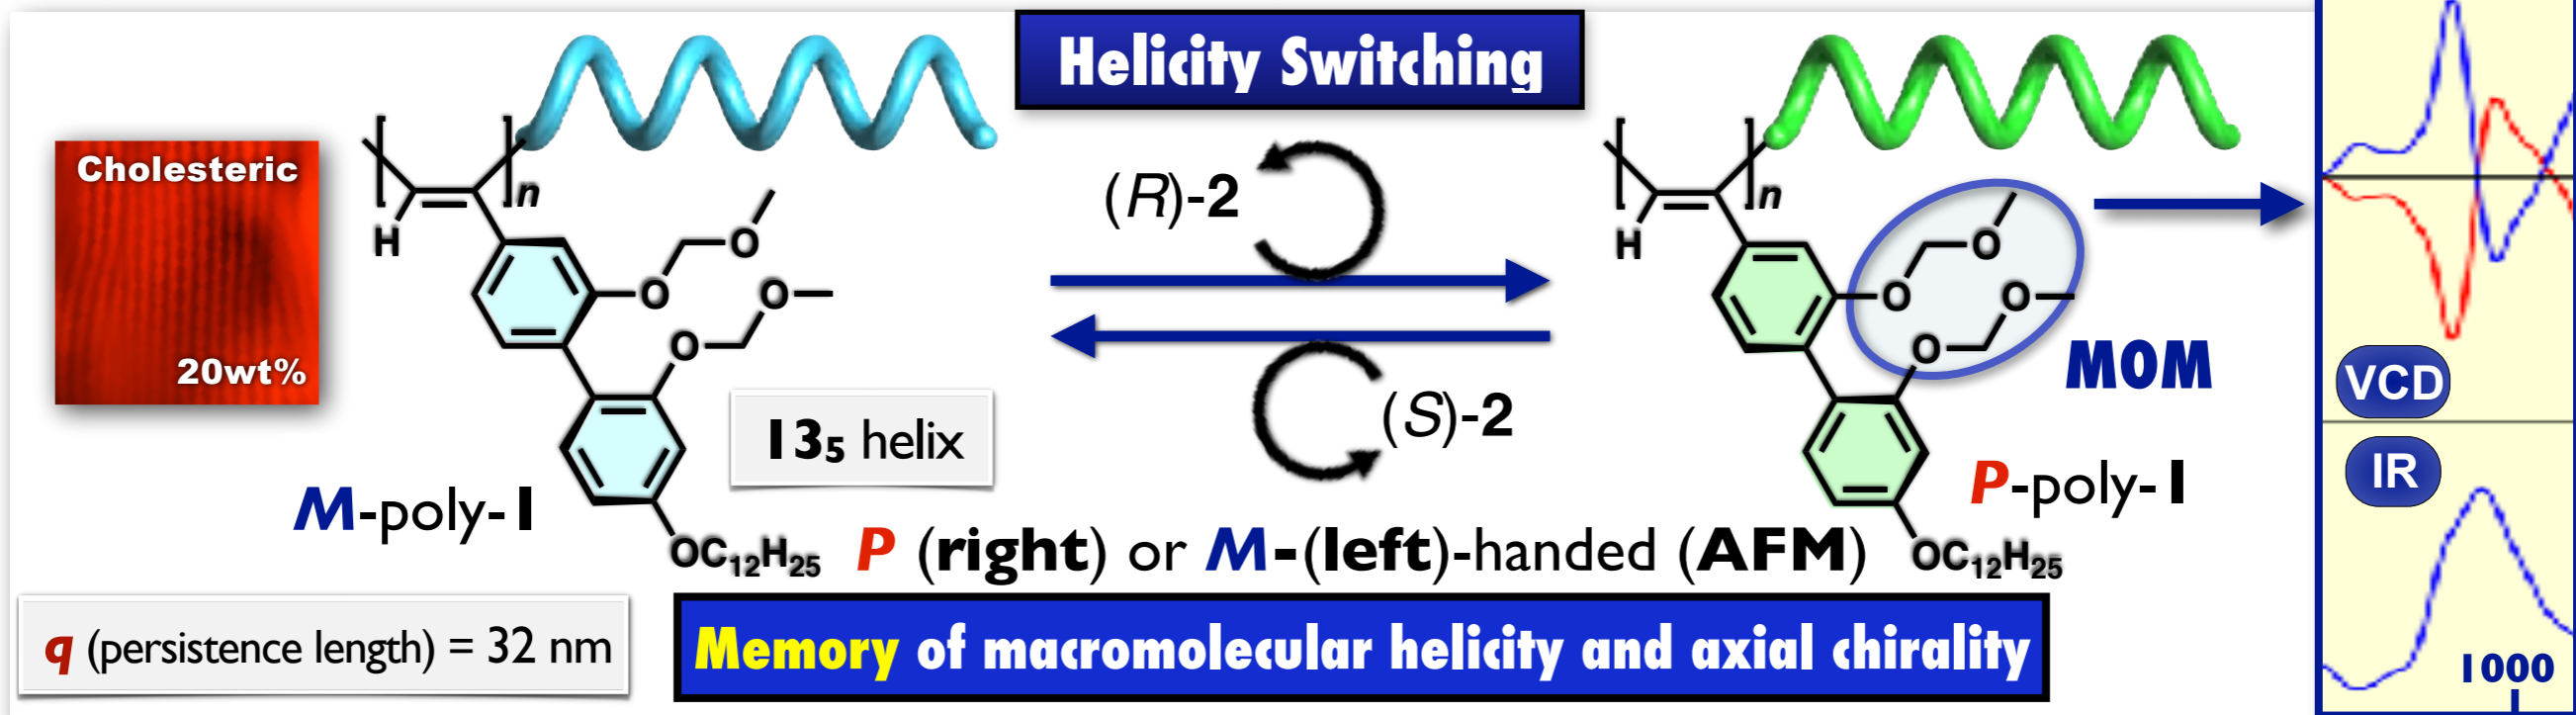 Helicity Switching
Cholesteric
20wt%
[ ]n
H
O
O
O
O
OC₁₂H₂₅
M-poly-1
13₅ helix
q (persistence length) = 32 nm
(R)-2
(S)-2
P (right) or M-(left)-handed (AFM)
Memory of macromolecular helicity and axial chirality
[ ]n
H
O
O
O
O
OC₁₂H₂₅
MOM
P-poly-1
VCD
IR
1000